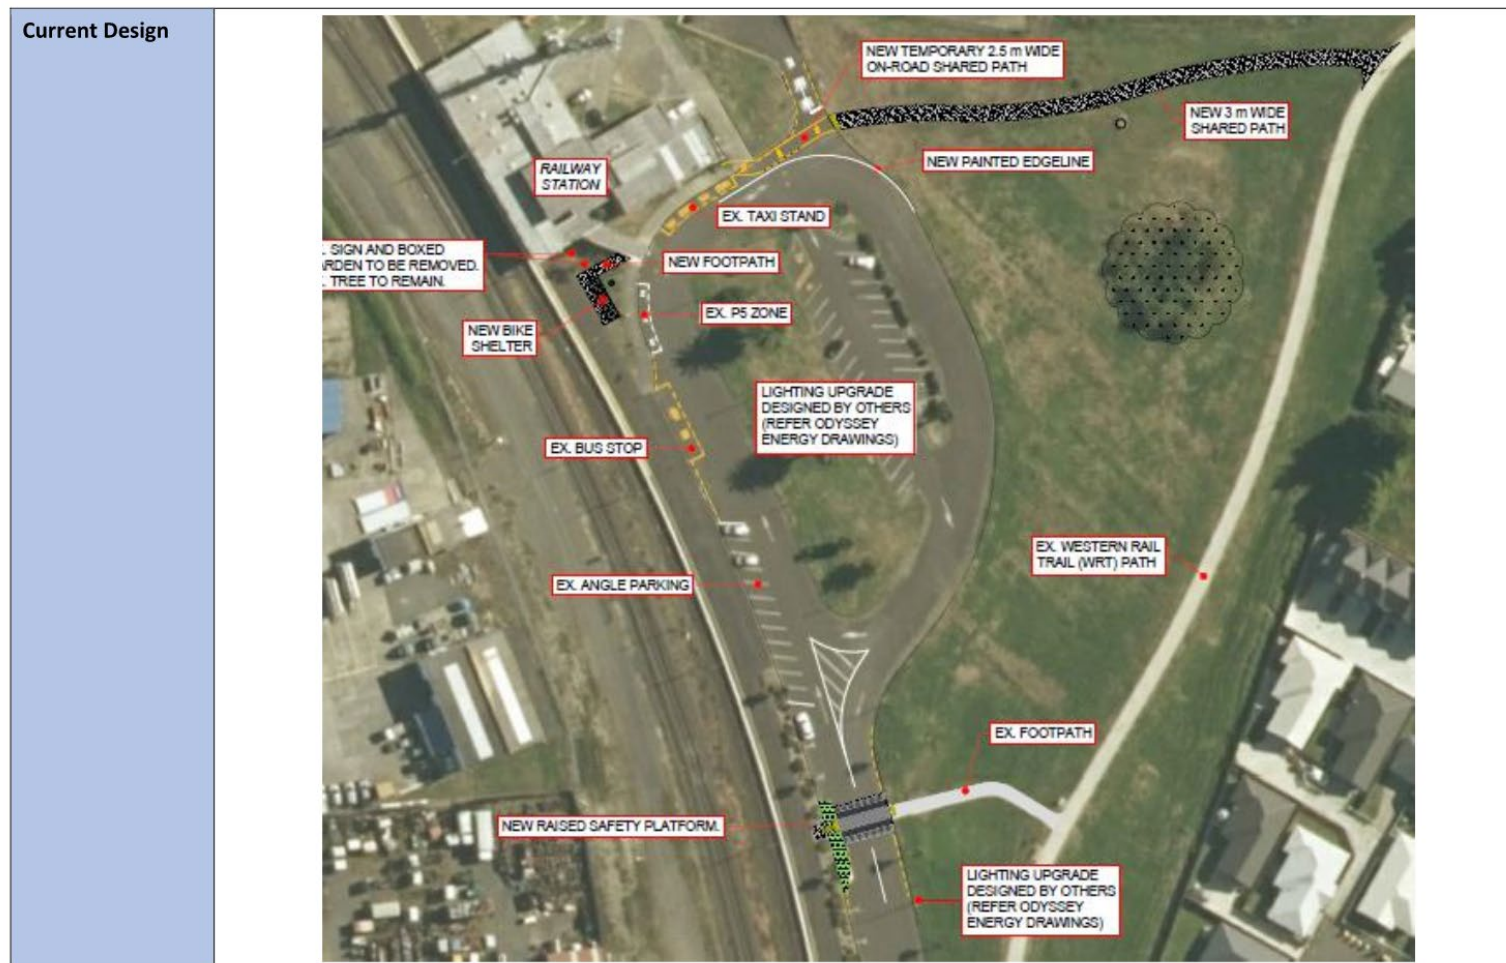 Current Design
NEW TEMPORARY 2.5 m WIDE
ON-ROAD SHARED PATH
NEW 3 m WIDE
SHARED PATH
NEW PAINTED EDGELINE
RAILWAY
STATION
EX. TAXI STAND
. SIGN AND BOXED
ARDEN TO BE REMOVED.
. TREE TO REMAIN.
NEW FOOTPATH
EX. P5 ZONE
NEW BIKE
SHELTER
LIGHTING UPGRADE
DESIGNED BY OTHERS
(REFER ODYSSEY
ENERGY DRAWINGS)
EX. BUS STOP
EX. WESTERN RAIL
TRAIL (WRT) PATH
EX. ANGLE PARKING
EX. FOOTPATH
NEW RAISED SAFETY PLATFORM.
LIGHTING UPGRADE
DESIGNED BY OTHERS
(REFER ODYSSEY
ENERGY DRAWINGS)